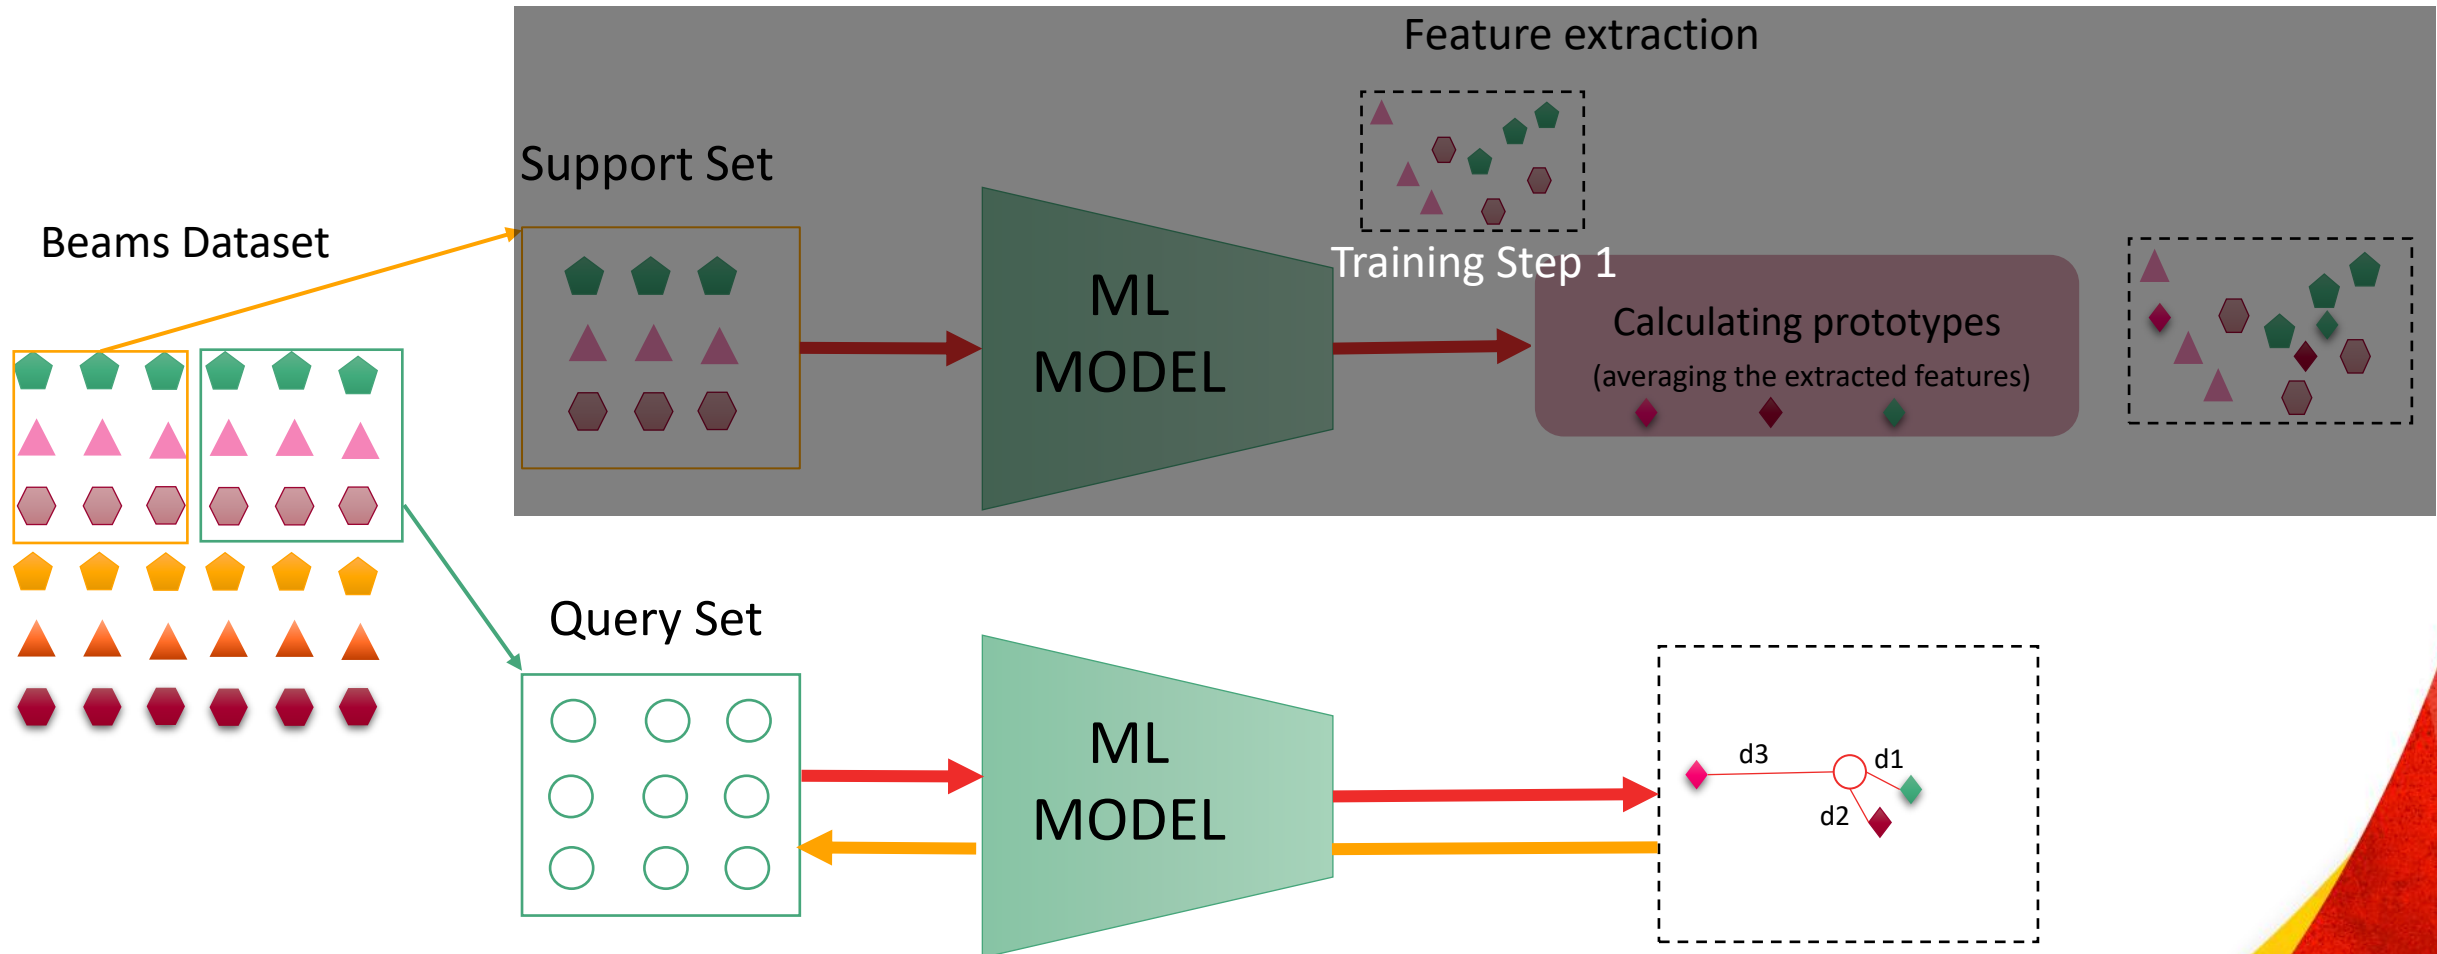 Feature extraction
Support Set
Beams Dataset
Training Step 1
ML
MODEL
Calculating prototypes
(averaging the extracted features)
Query Set
ML
MODEL
d3
d1
d2